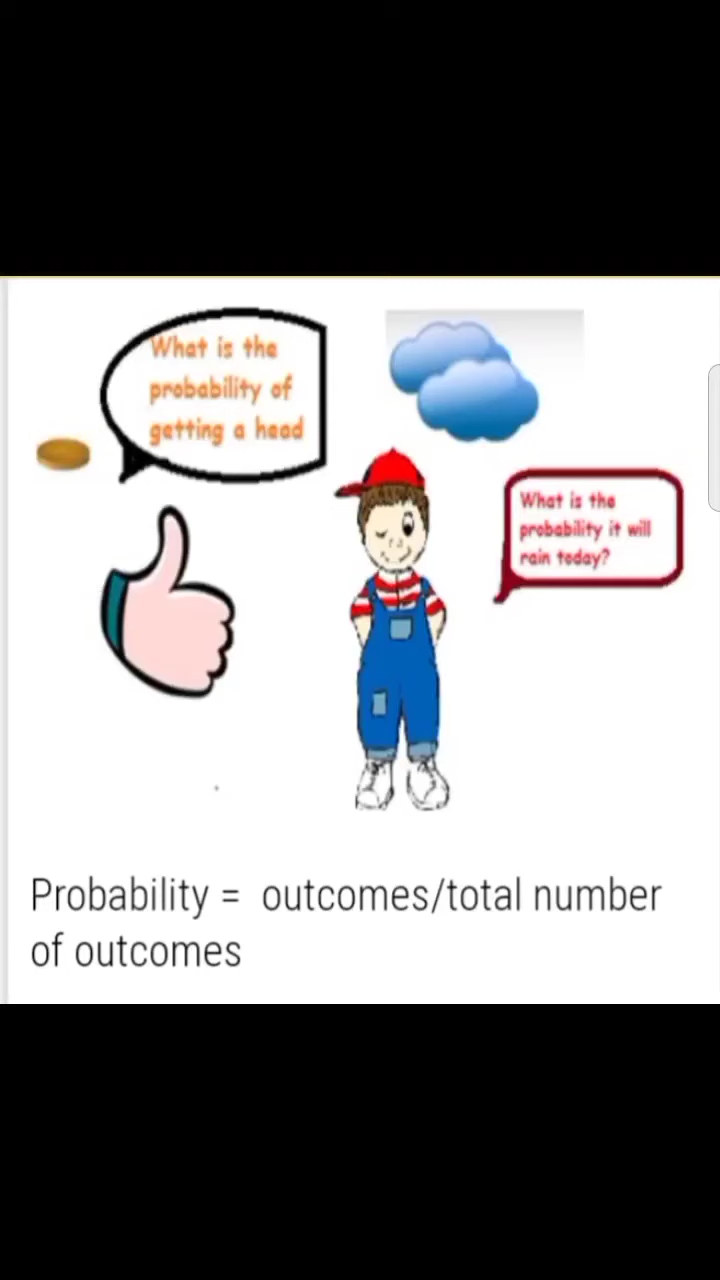 What is the
probability of
getting a head
What is the
probability it will
rain today?
Probability = outcomes/total number
of outcomes